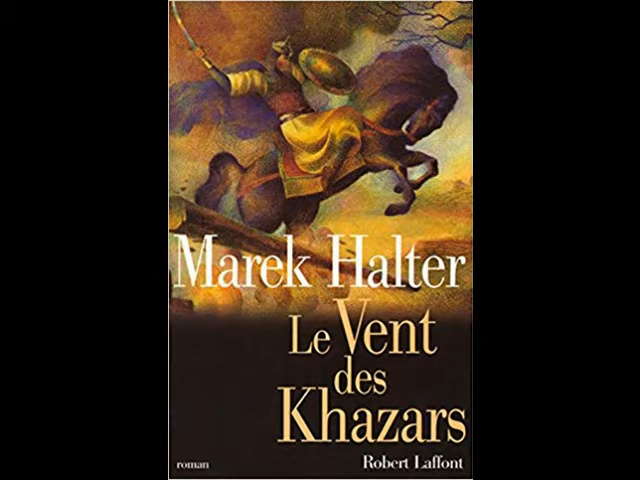 Marek Halter
Le Vent
des
Khazars
roman
Robert Laffont